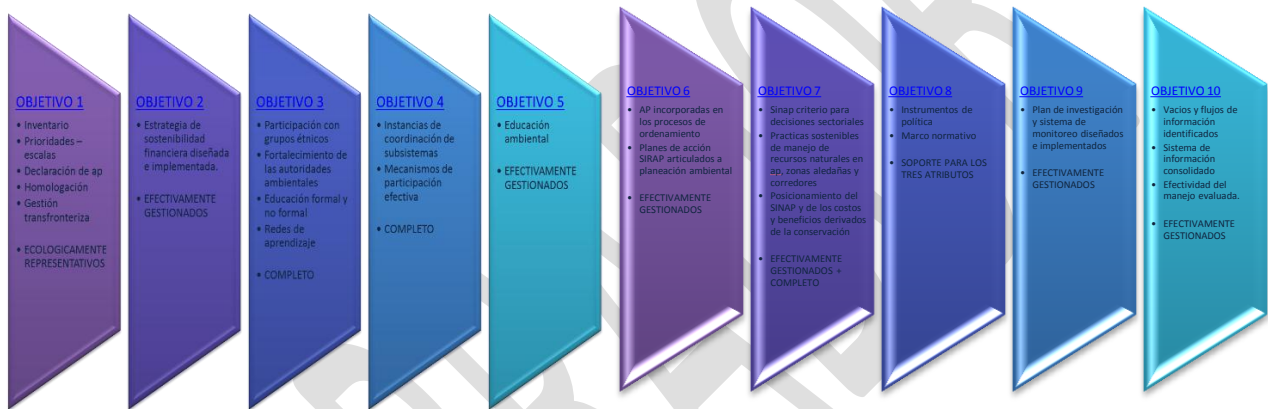 OBJETIVO 1
• Inventario
• Prioridades –
escalas
• Declaración de ap
• Homologación
• Gestión
transfronteriza
• ECOLOGICAMENTE
REPRESENTATIVOS
OBJETIVO 2
• Estrategia de
sostenibilidad
financiera diseñada
e implementada.
• EFECTIVAMENTE
GESTIONADOS
OBJETIVO 3
• Participación con
grupos étnicos
• Fortalecimiento de
las autoridades
ambientales
• Educación formal y
no formal
• Redes de
aprendizaje
• COMPLETO
OBJETIVO 4
• Instancias de
coordinación de
subsistemas
• Mecanismos de
participación
efectiva
• COMPLETO
OBJETIVO 5
• Educación
ambiental
• EFECTIVAMENTE
GESTIONADOS
OBJETIVO 6
• AP incorporadas en
los procesos de
ordenamiento
• Planes de acción
SIRAP articulados a
planeación ambiental
• EFECTIVAMENTE
GESTIONADOS
OBJETIVO 7
• Sinap criterio para
decisiones sectoriales
• Practicas sostenibles
de manejo de
recursos naturales en
ap, zonas aledañas y
corredores
• Posicionamiento del
SINAP y de los costos
y beneficios derivados
de la conservación
• EFECTIVAMENTE
GESTIONADOS +
COMPLETO
OBJETIVO 8
• Instrumentos de
política
• Marco normativo
• SOPORTE PARA LOS
TRES ATRIBUTOS
OBJETIVO 9
• Plan de investigación
y sistema de
monitoreo diseñados
e implementados
• EFECTIVAMENTE
GESTIONADOS
OBJETIVO 10
• Vacios y flujos de
información
identificados
• Sistema de
información
consolidado
• Efectividad del
manejo evaluada.
• EFECTIVAMENTE
GESTIONADOS